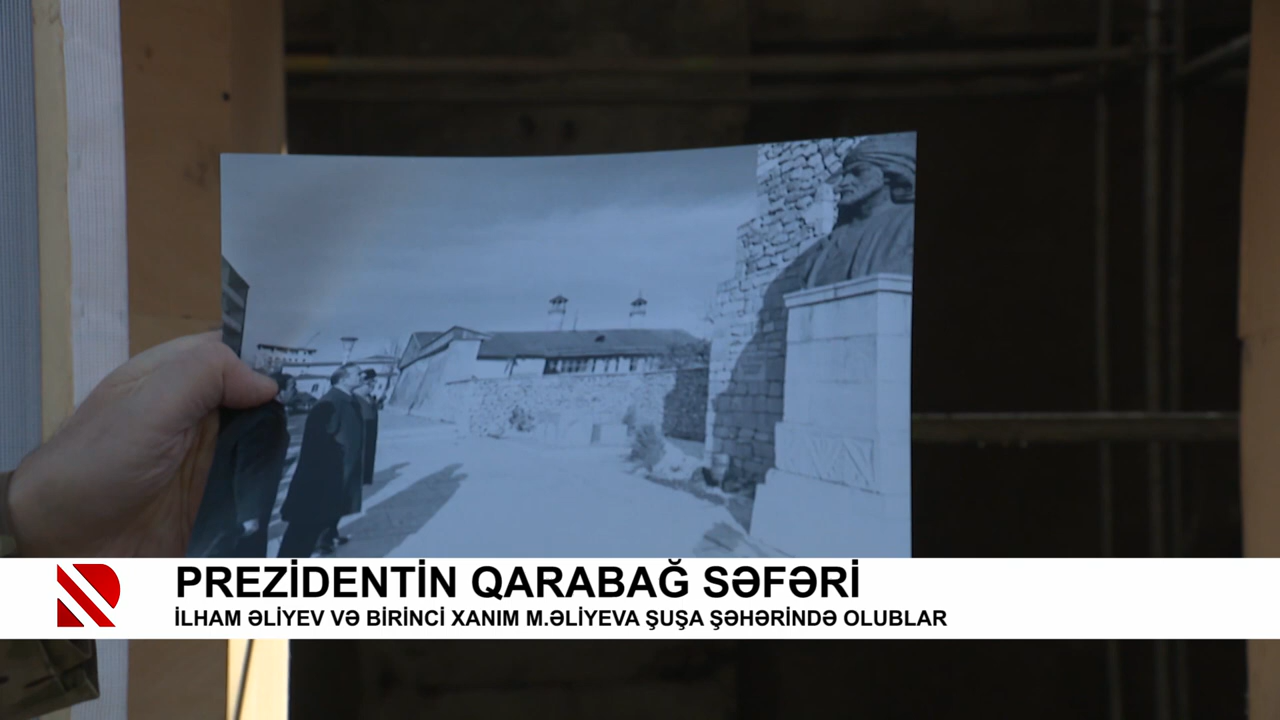 PREZİDENTİN QARABAĞ SƏFƏRİ
İLHAM ƏLİYEV VƏ BİRİNCİ XANIM M.ƏLİYEVA ŞUŞA ŞƏHƏRİNDƏ OLUBLAR